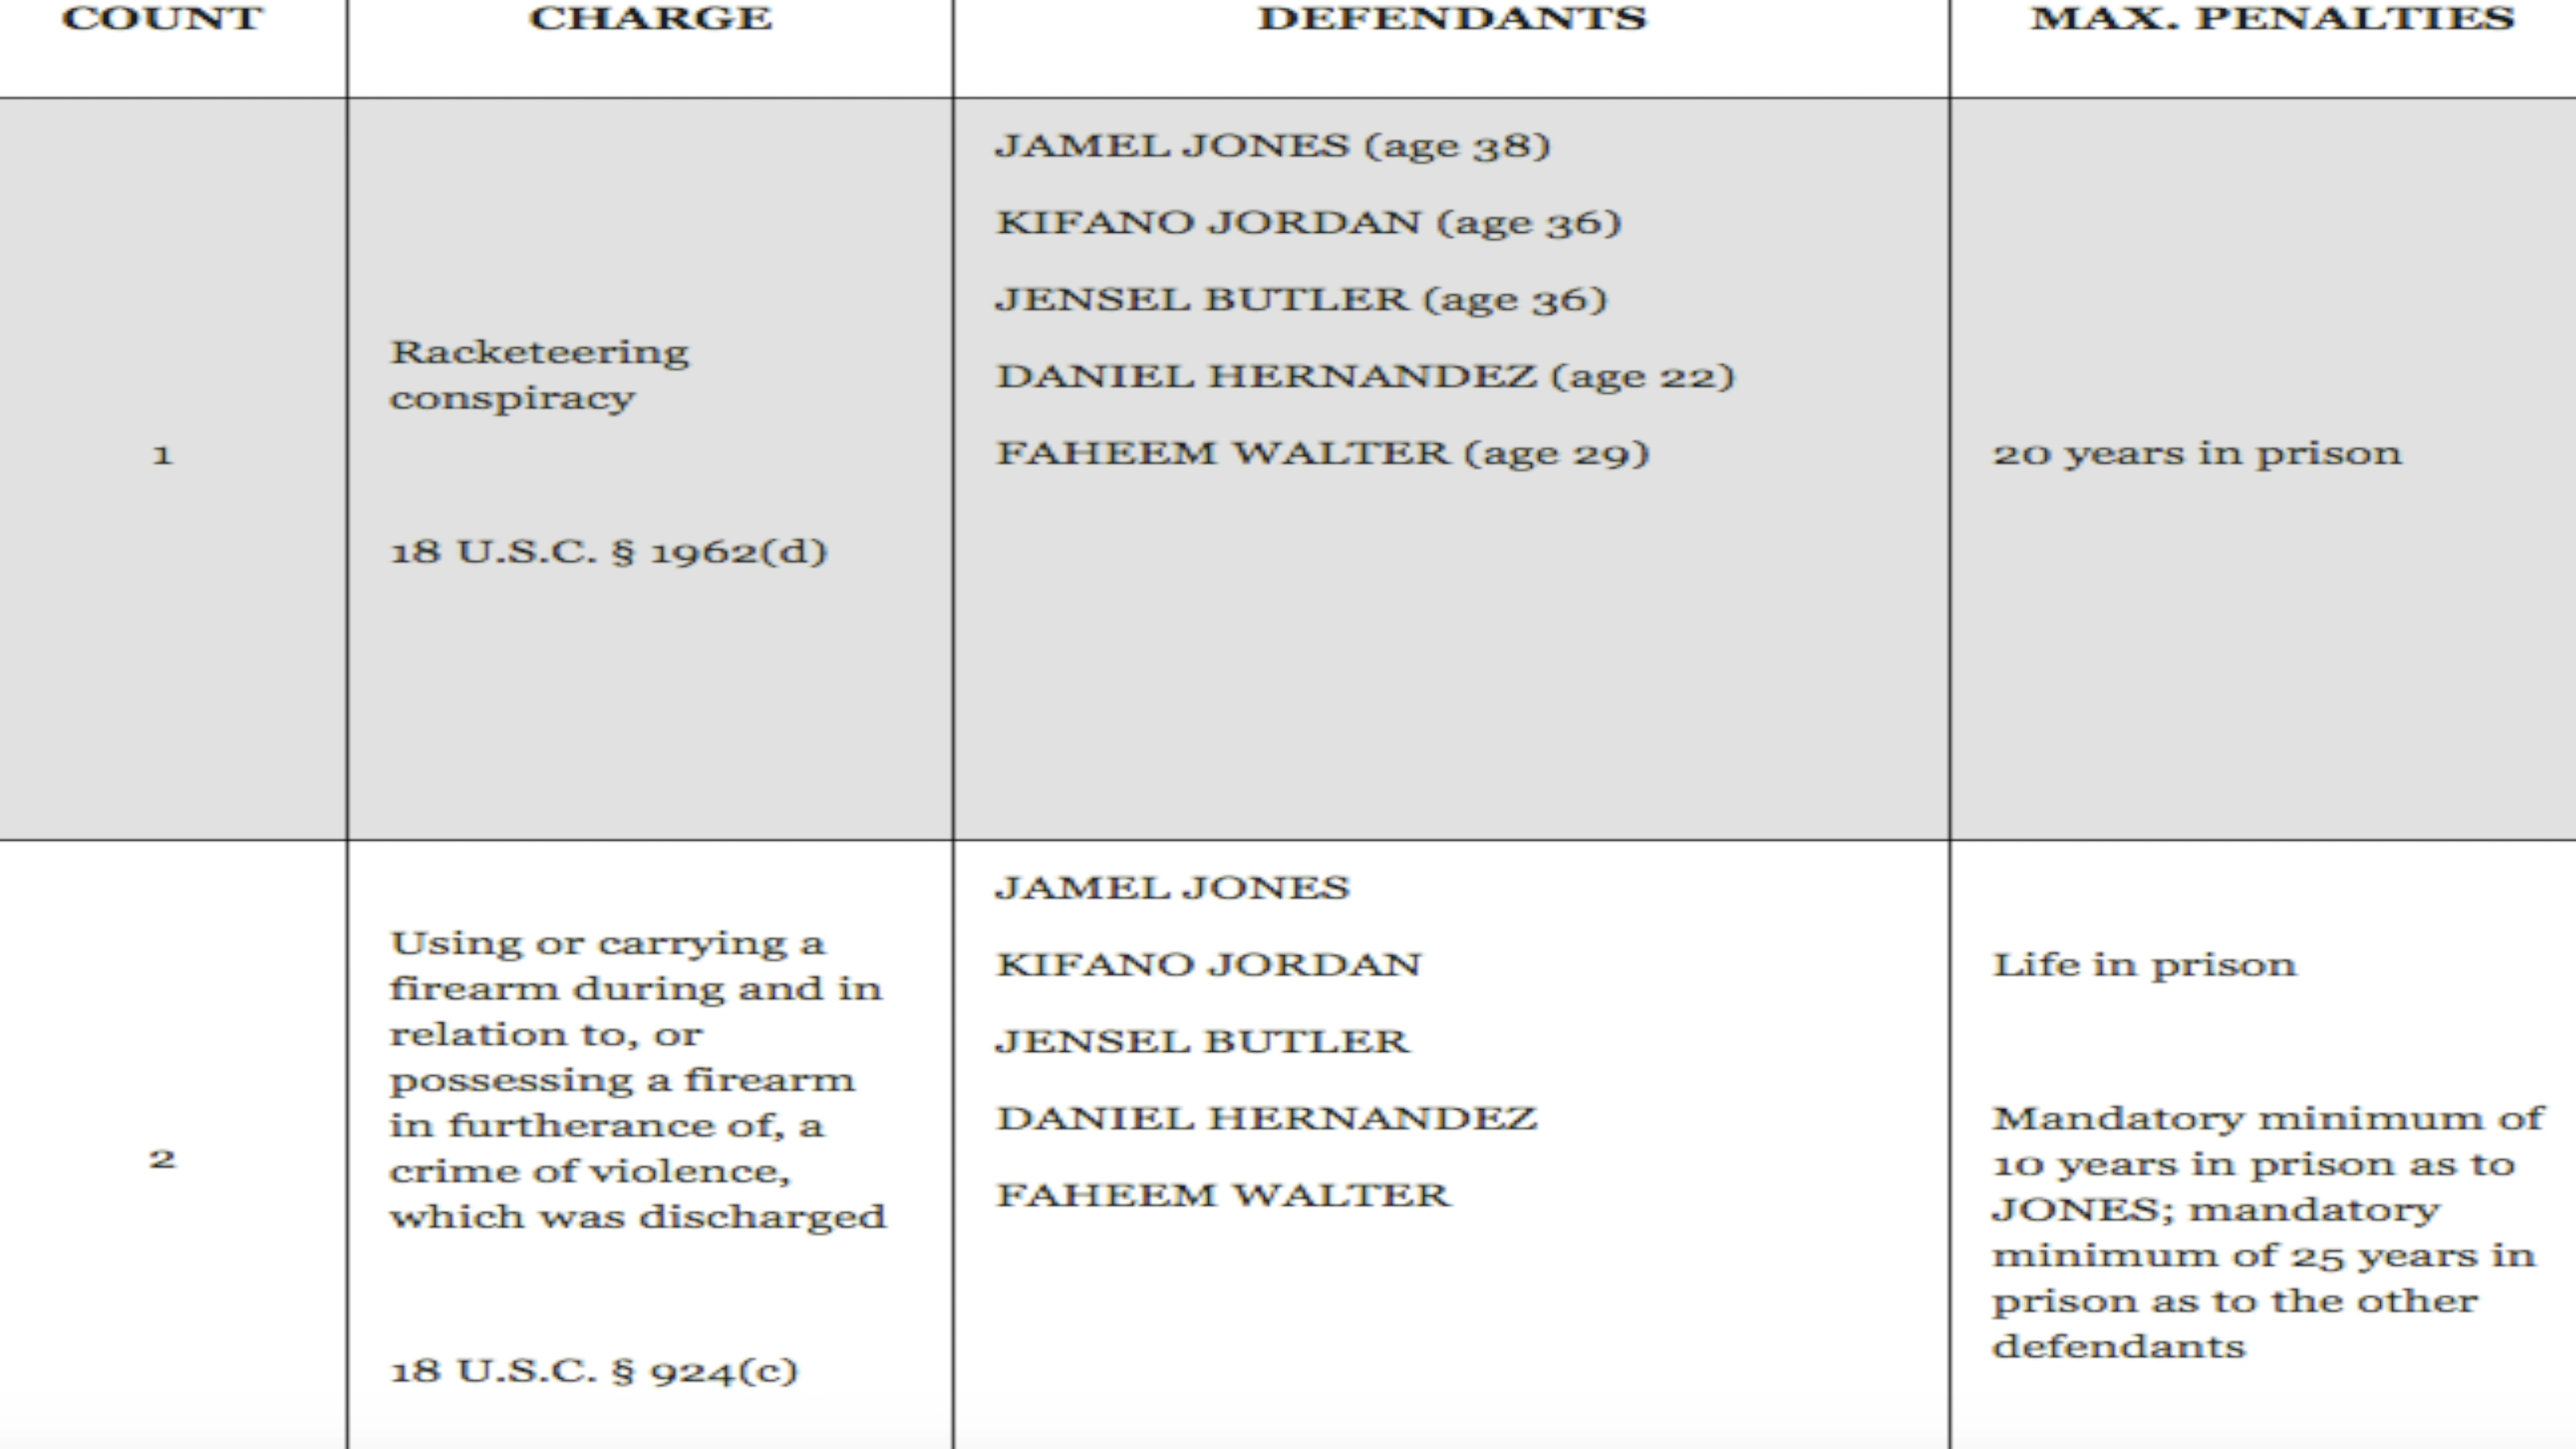 COUNT
CHARGE
DEFENDANTS
MAX. PENALTIES
1
Racketeering
conspiracy
18 U.S.C. § 1962(d)
JAMEL JONES (age 38)
KIFANO JORDAN (age 36)
JENSEL BUTLER (age 36)
DANIEL HERNANDEZ (age 22)
FAHEEM WALTER (age 29)
20 years in prison
2
Using or carrying a
firearm during and in
relation to, or
possessing a firearm
in furtherance of, a
crime of violence,
which was discharged
18 U.S.C. § 924(c)
JAMEL JONES
KIFANO JORDAN
JENSEL BUTLER
DANIEL HERNANDEZ
FAHEEM WALTER
Life in prison
Mandatory minimum of
10 years in prison as to
JONES; mandatory
minimum of 25 years in
prison as to the other
defendants